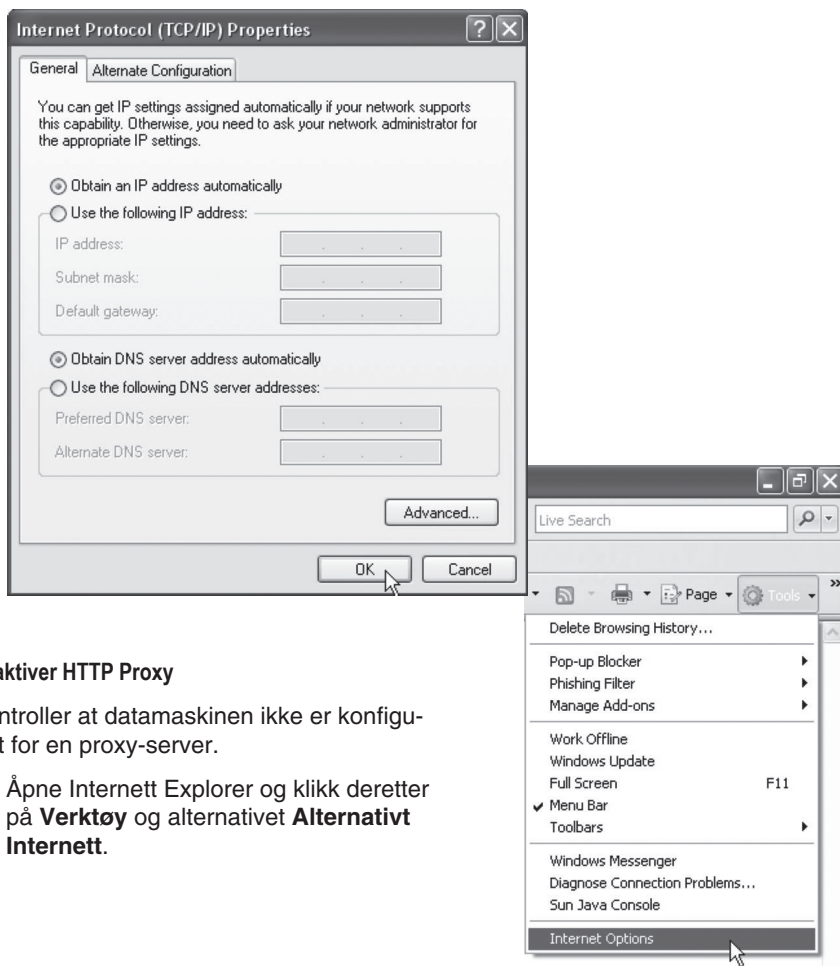 Internet Protocol (TCP/IP) Properties
General Alternate Configuration
You can get IP settings assigned automatically if your network supports
this capability. Otherwise, you need to ask your network administrator for
the appropriate IP settings.
Obtain an IP address automatically
Use the following IP address:
IP address:
Subnet mask:
Default gateway:
Obtain DNS server address automatically
Use the following DNS server addresses:
Preferred DNS server:
Alternate DNS server:
Advanced...
OK Cancel
Live Search
Page Tools
Delete Browsing History...
Pop-up Blocker
Phishing Filter
Manage Add-ons
Work Offline
Windows Update
Full Screen F11
Menu Bar
Toolbars
Windows Messenger
Diagnose Connection Problems...
Sun Java Console
Internet Options
aktiver HTTP Proxy
ntroller at datamaskinen ikke er konfigu-
t for en proxy-server.
Åpne Internett Explorer og klikk deretter
på Verktøy og alternativet Alternativt
Internett.